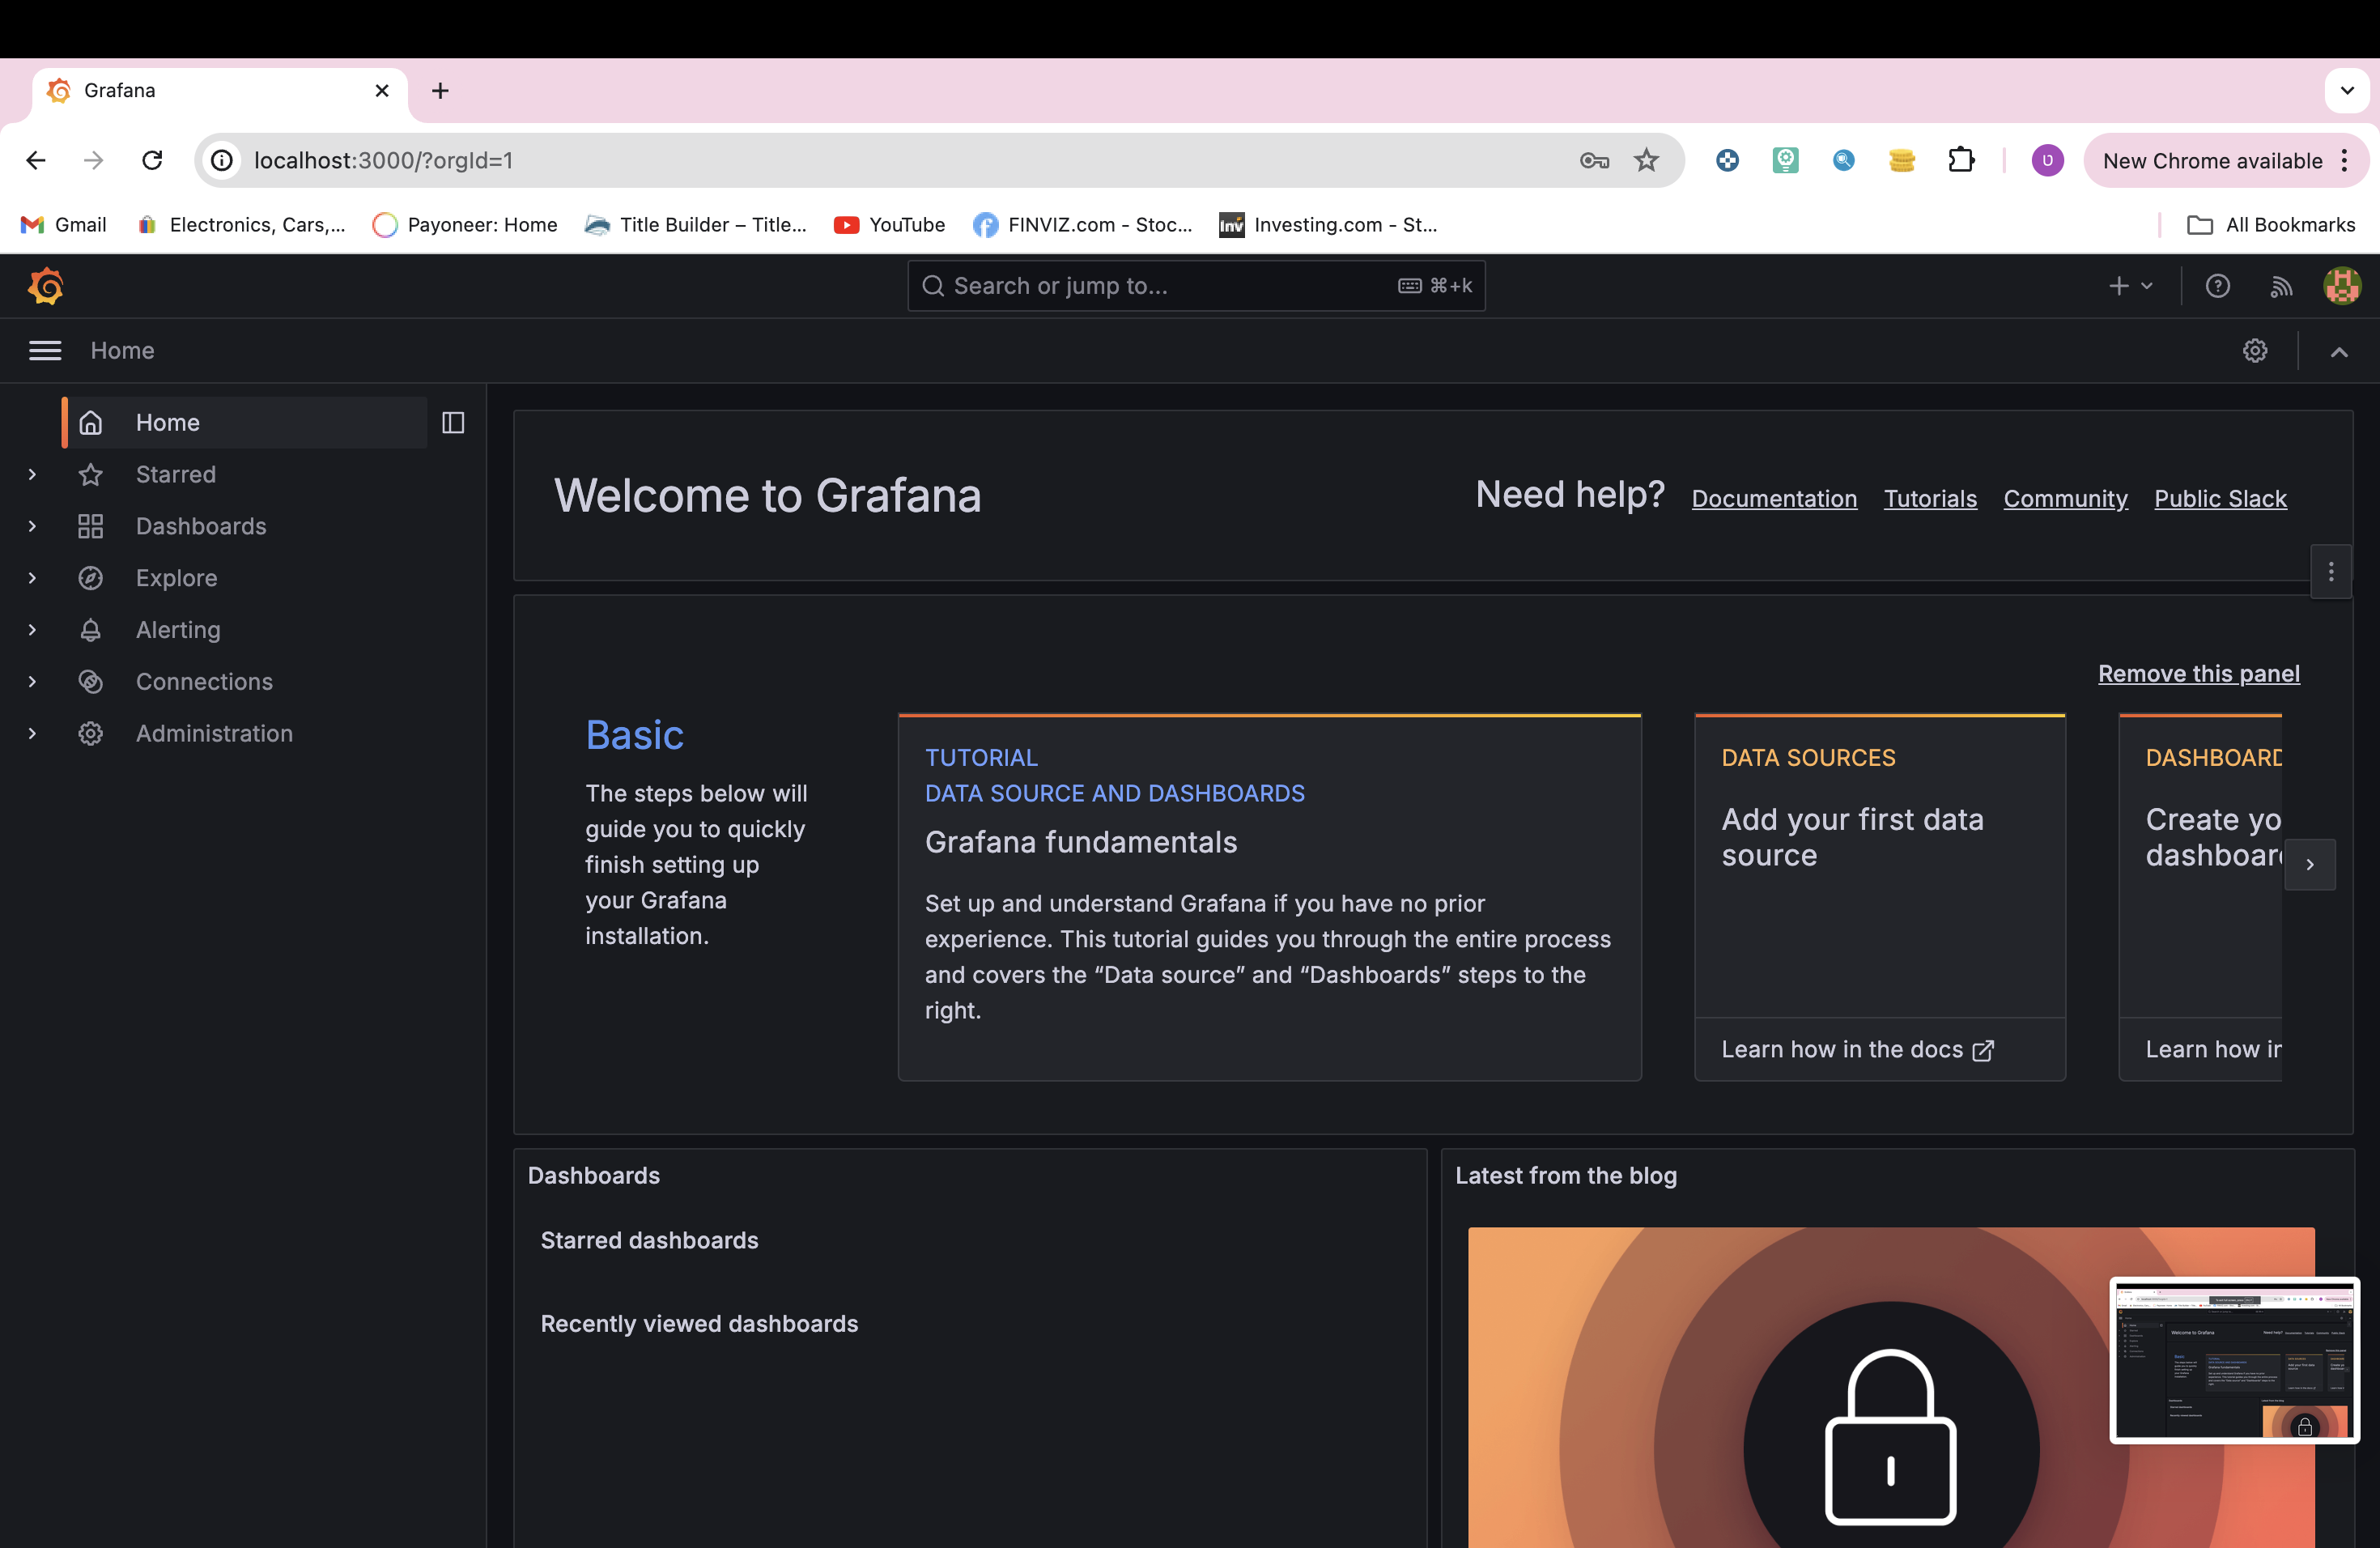 Grafana
localhost:3000/?orgId=1
New Chrome available
Gmail
Electronics, Cars,...
Payoneer: Home
Title Builder – Title...
YouTube
FINVIZ.com - Stoc...
inv
Investing.com - St...
All Bookmarks
Search or jump to...
⌘+k
Home
Home
Starred
Dashboards
Explore
Alerting
Connections
Administration
Welcome to Grafana
Need help?
Documentation
Tutorials
Community
Public Slack
Remove this panel
Basic
The steps below will
guide you to quickly
finish setting up
your Grafana
installation.
TUTORIAL
DATA SOURCE AND DASHBOARDS
Grafana fundamentals
Set up and understand Grafana if you have no prior
experience. This tutorial guides you through the entire process
and covers the “Data source” and “Dashboards” steps to the
right.
DATA SOURCES
Add your first data
source
Learn how in the docs
DASHBOARD
Create yo
dashboar
Learn how in
Dashboards
Starred dashboards
Recently viewed dashboards
Latest from the blog